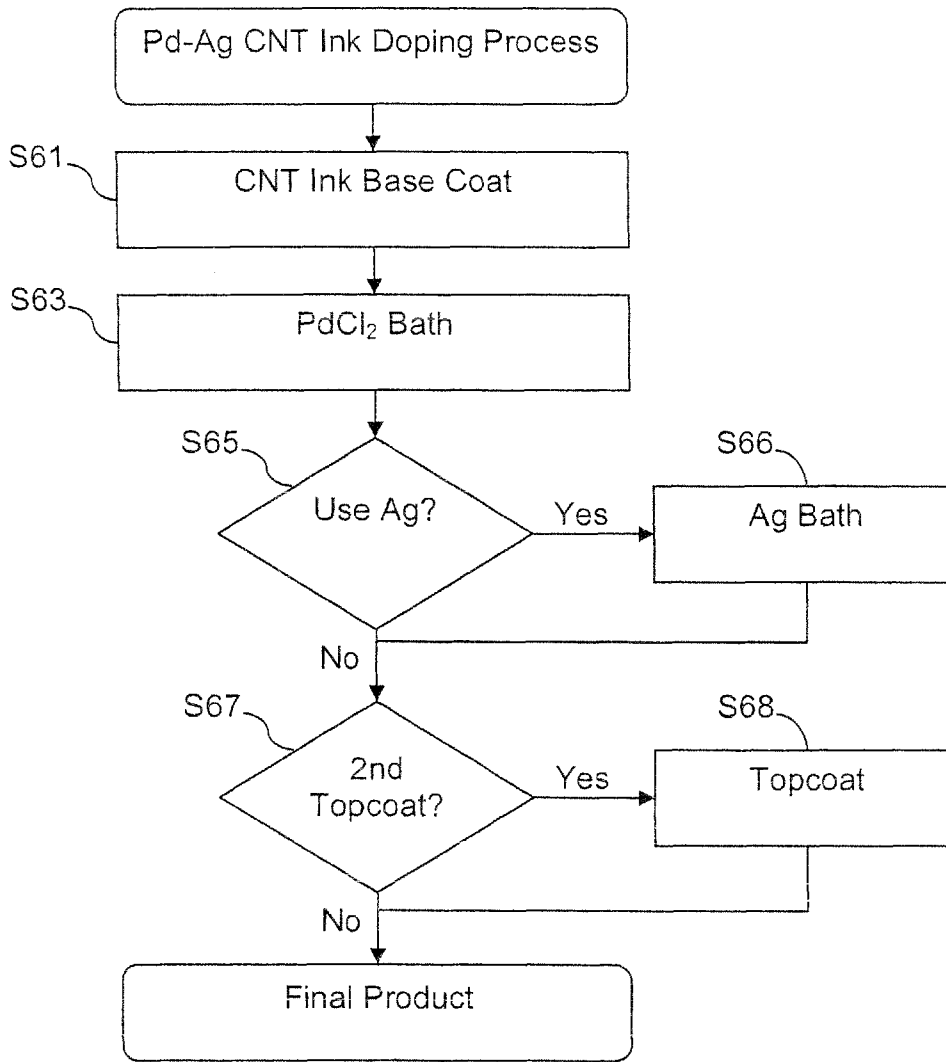 Pd-Ag CNT Ink Doping Process
S61
CNT Ink Base Coat
S63
PdCl₂ Bath
S65
Use Ag?
Yes
S66
Ag Bath
No
S67
2nd
Topcoat?
Yes
S68
Topcoat
No
Final Product